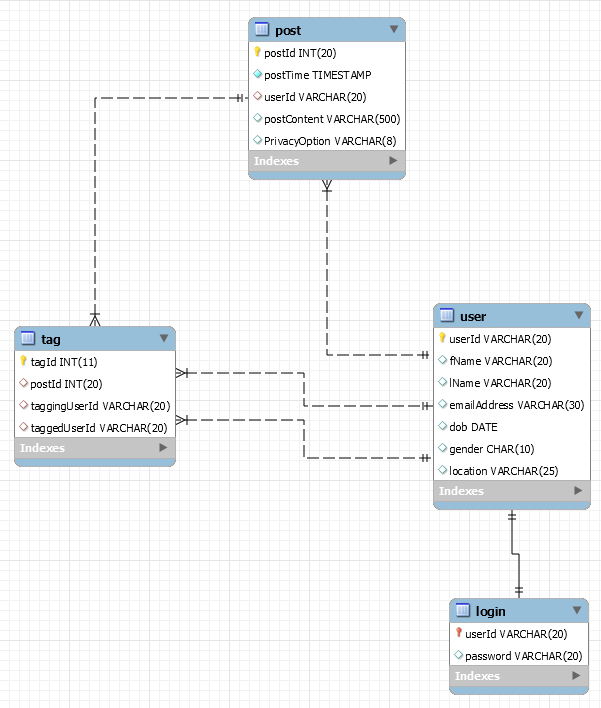 post
postId INT(20)
postTime TIMESTAMP
userId VARCHAR(20)
postContent VARCHAR(500)
PrivacyOption VARCHAR(8)
Indexes
tag
tagId INT(11)
postId INT(20)
taggingUserId VARCHAR(20)
taggedUserId VARCHAR(20)
Indexes
user
userId VARCHAR(20)
fName VARCHAR(20)
lName VARCHAR(20)
emailAddress VARCHAR(30)
dob DATE
gender CHAR(10)
location VARCHAR(25)
Indexes
login
userId VARCHAR(20)
password VARCHAR(20)
Indexes